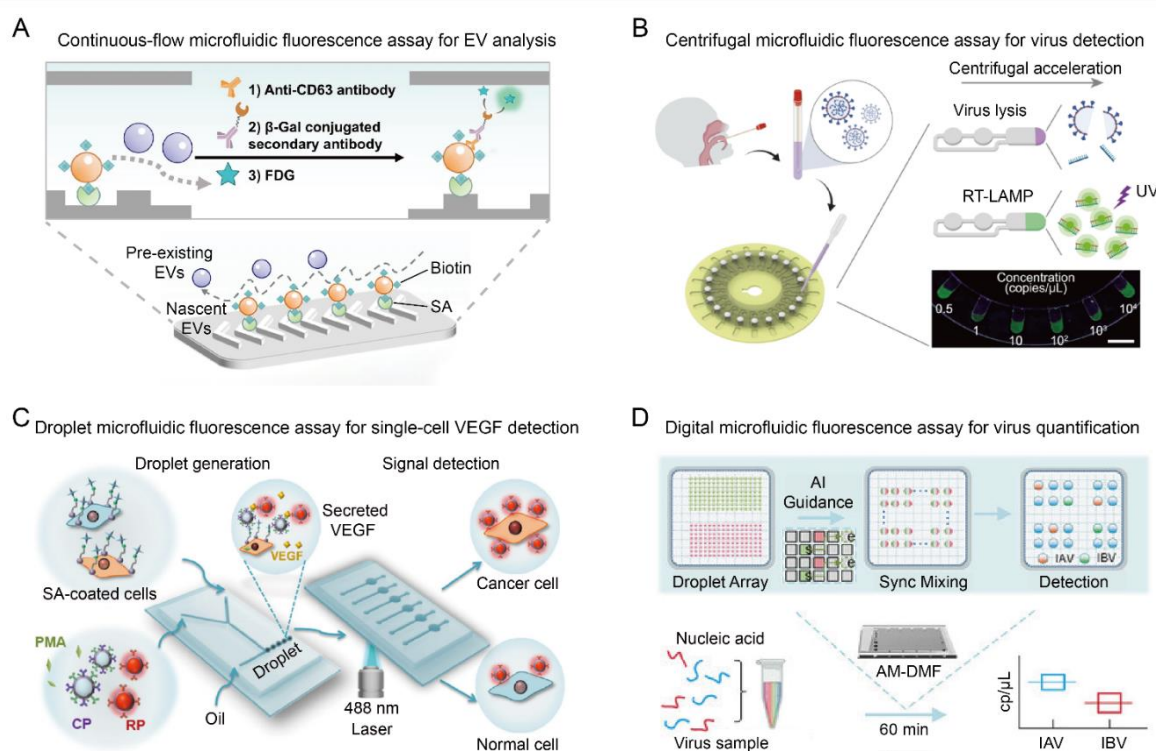 A
Continuous-flow microfluidic fluorescence assay for EV analysis
1) Anti-CD63 antibody
2) β-Gal conjugated
secondary antibody
3) FDG
Pre-existing
EVs
Nascent
EVs
Biotin
SA
B
Centrifugal microfluidic fluorescence assay for virus detection
Centrifugal acceleration
Virus lysis
RT-LAMP
UV
Concentration
(copies/μL)
0.5
1
10
10²
10³
10⁴
C
Droplet microfluidic fluorescence assay for single-cell VEGF detection
Droplet generation
Signal detection
Secreted
VEGF
VEGF
SA-coated cells
Cancer cell
PMA
CP
RP
Droplet
Oil
488 nm
Laser
Normal cell
D
Digital microfluidic fluorescence assay for virus quantification
AI
Guidance
s
e
s
e
IAV
IBV
Droplet Array
Sync Mixing
Detection
Nucleic acid
Virus sample
AM-DMF
60 min
cp/μL
IAV
IBV